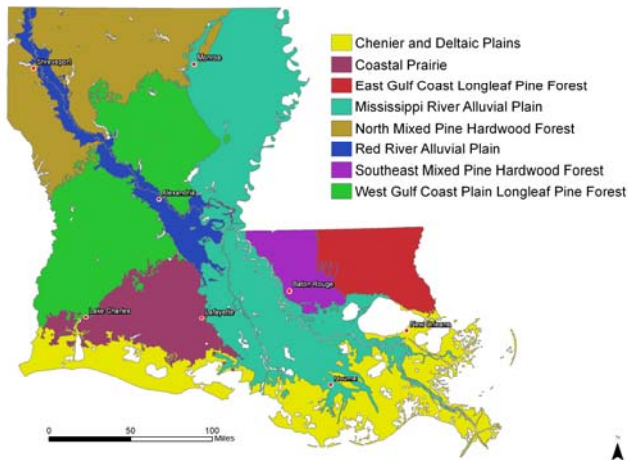 Chenier and Deltaic Plains
Coastal Prairie
East Gulf Coast Longleaf Pine Forest
Mississippi River Alluvial Plain
North Mixed Pine Hardwood Forest
Red River Alluvial Plain
Southeast Mixed Pine Hardwood Forest
West Gulf Coast Plain Longleaf Pine Forest
Shreveport
Monroe
Alexandria
Baton Rouge
Lake Charles
Lafayette
New Orleans
Houma
0 50 100
Miles